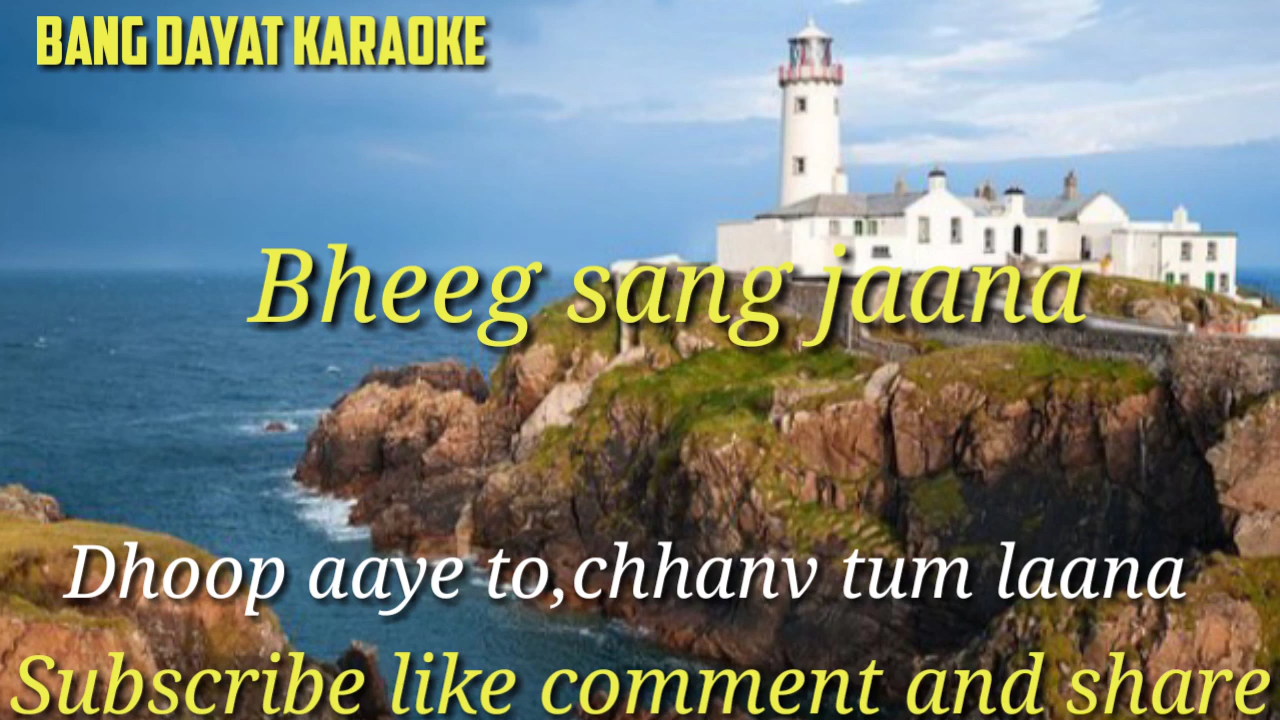 BANG DAYAT KARAOKE
Bheeg sang jaana
Dhoop aaye to,chhanv tum laana
Subscribe like comment and share